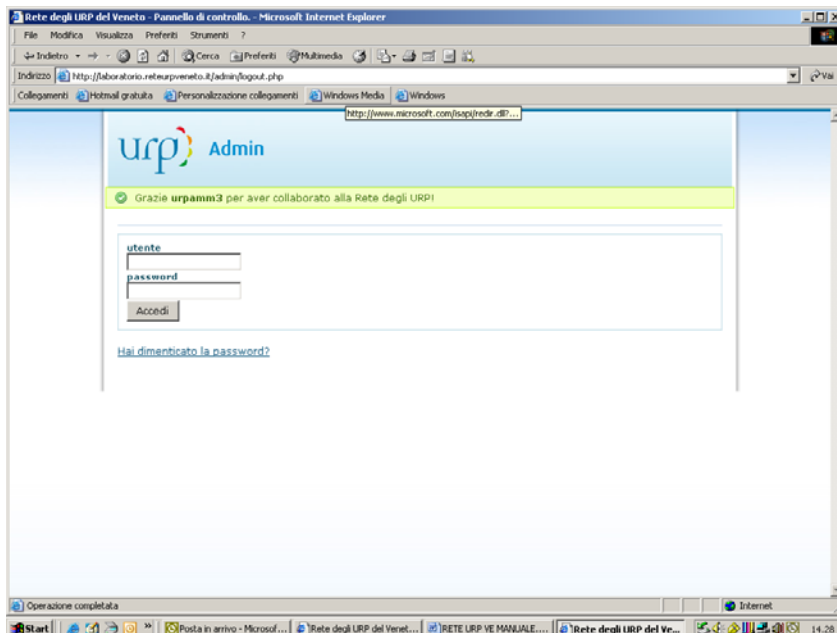 Rete degli URP del Veneto - Pannello di controllo. - Microsoft Internet Explorer
File Modifica Visualizza Preferiti Strumenti ?
Indietro Cerca Preferiti Multimedia
Indirizzo http://laboratorio.reteurpveneto.it/admin/logout.php Vai
Collegamenti Hotmail gratuita Personalizzazione collegamenti Windows Media Windows
http://www.microsoft.com/isapi/redir.dll?...
urp Admin
Grazie urpamm3 per aver collaborato alla Rete degli URP!
utente
password
Accedi
Hai dimenticato la password?
Operazione completata Internet
Start Posta in arrivo - Microsof... Rete degli URP del Venet... RETE URP VE MANUALE.... Rete degli URP del Ve... 14.26